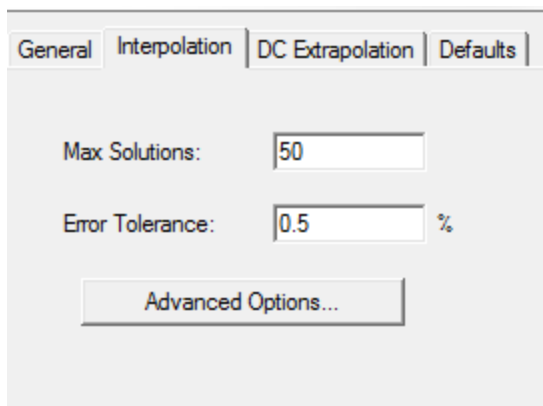 General Interpolation DC Extrapolation Defaults
Max Solutions: 50
Error Tolerance: 0.5 %
Advanced Options...